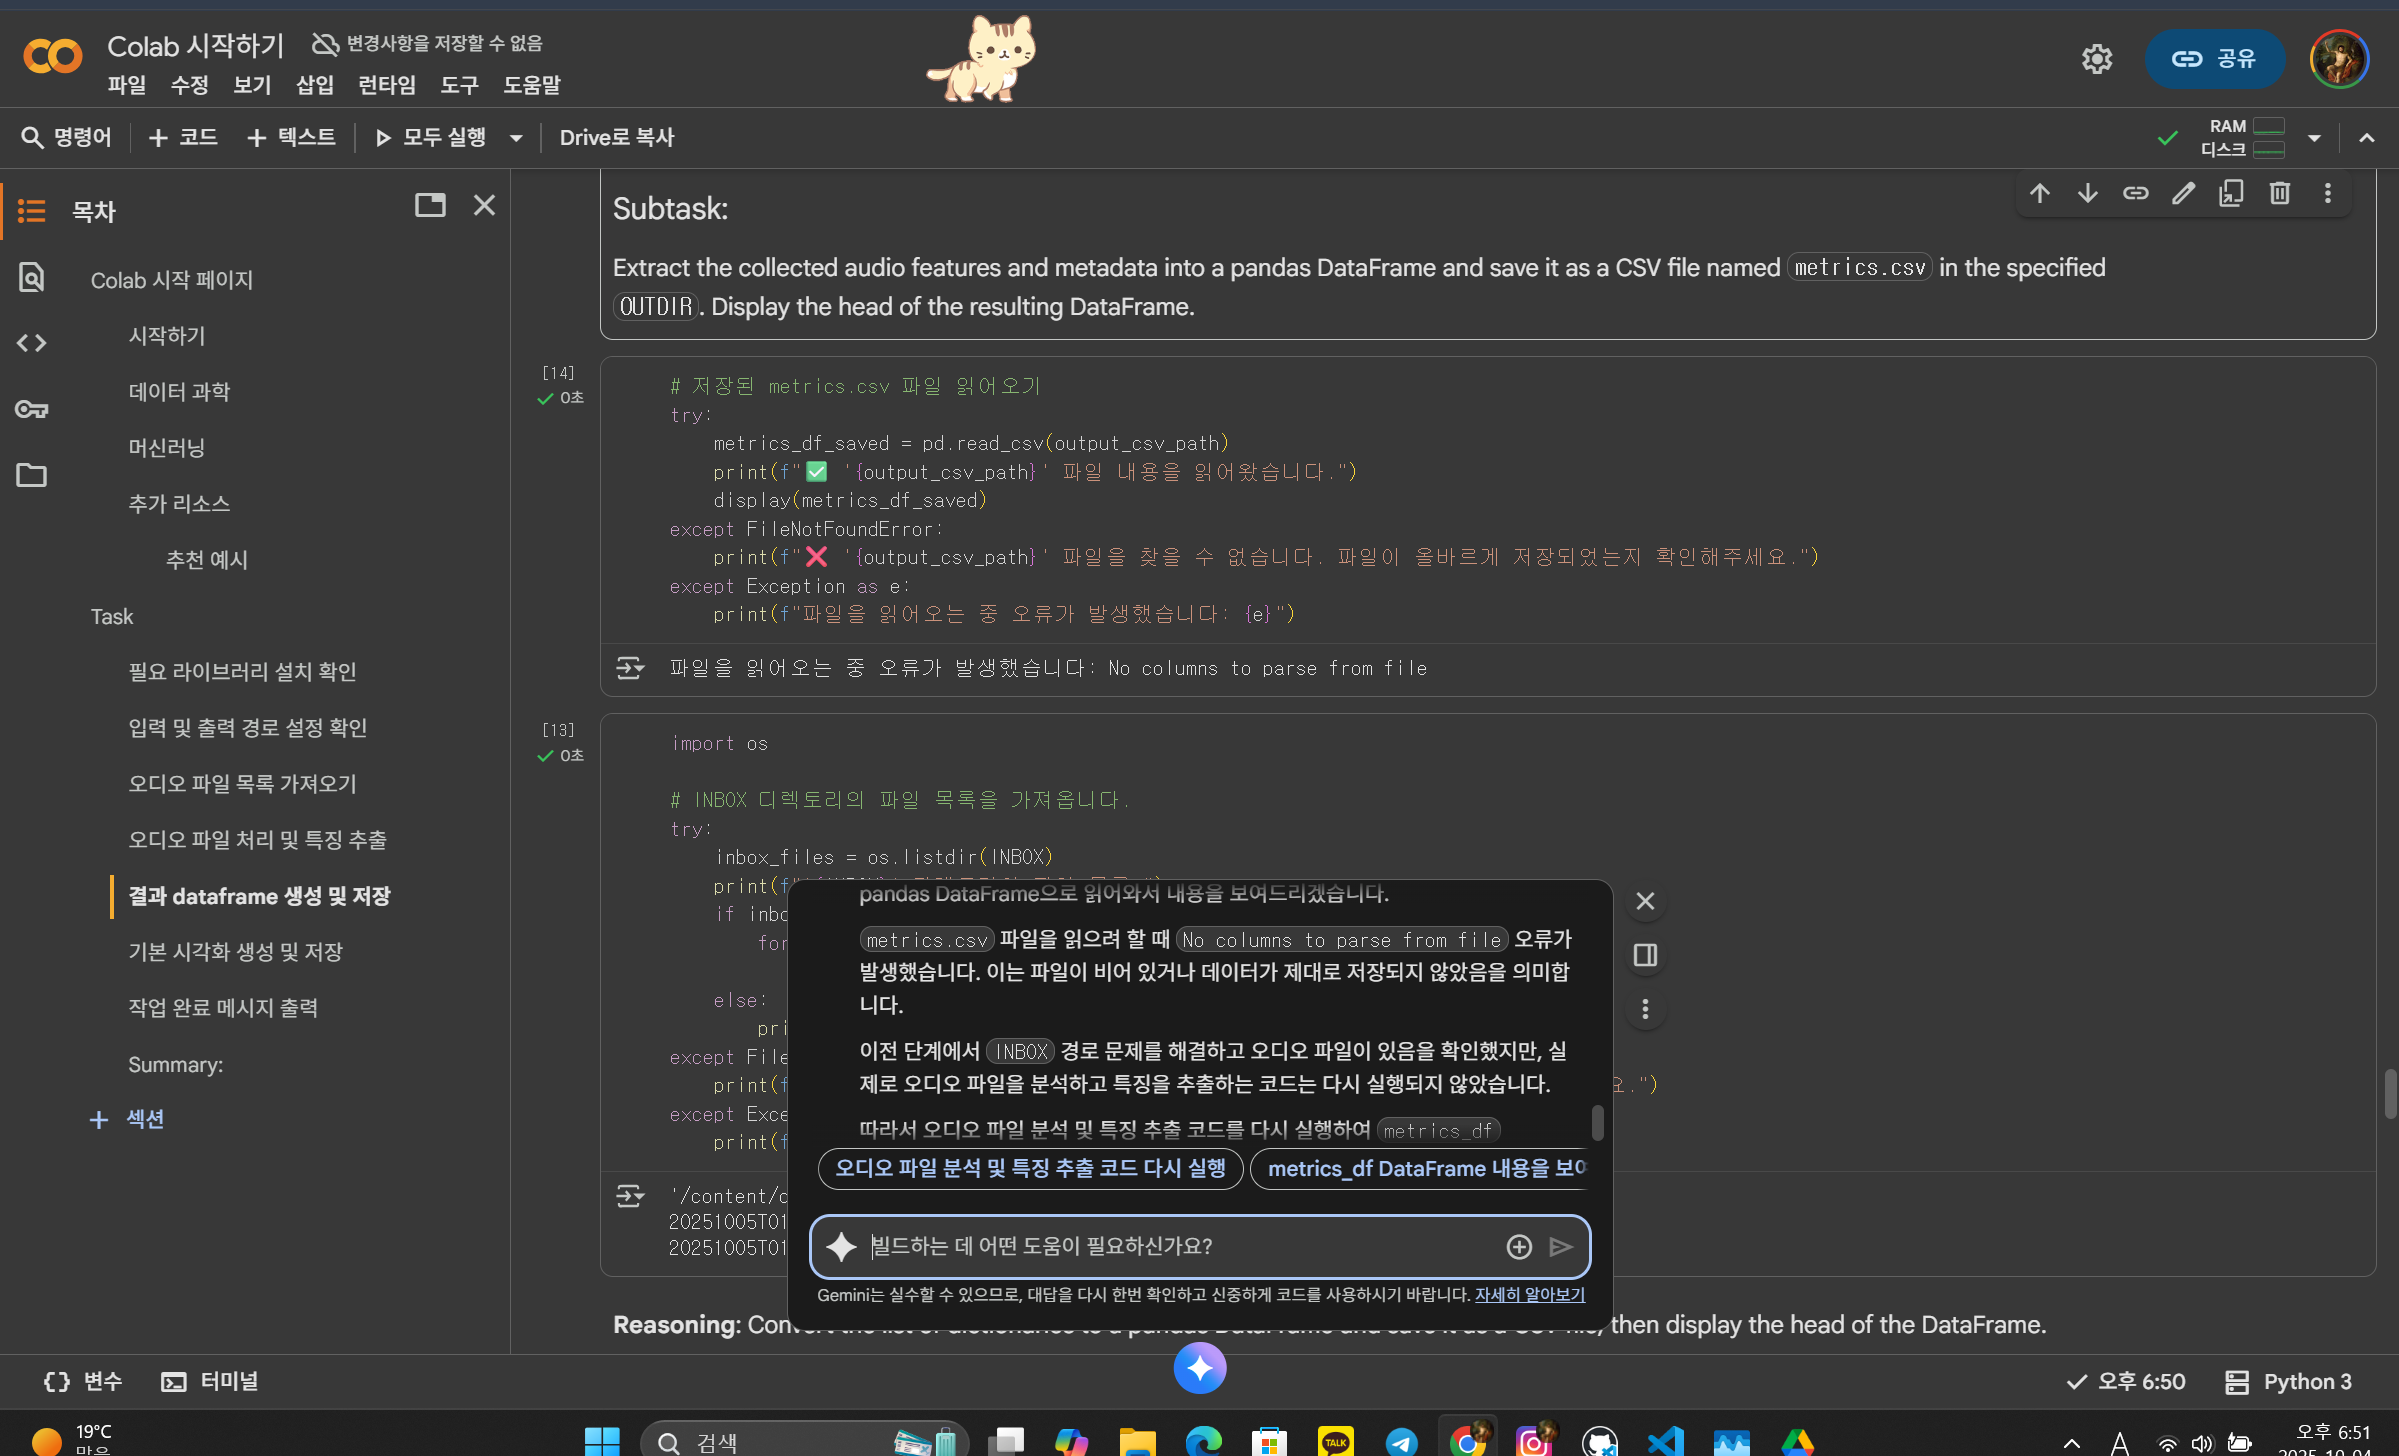 Colab 시작하기
변경사항을 저장할 수 없음
파일 수정 보기 삽입 런타임 도구 도움말
공유
명령어
코드
텍스트
모두 실행
Drive로 복사
RAM
디스크
목차
Colab 시작 페이지
시작하기
데이터 과학
머신러닝
추가 리소스
추천 예시
Task
필요 라이브러리 설치 확인
입력 및 출력 경로 설정 확인
오디오 파일 목록 가져오기
오디오 파일 처리 및 특징 추출
결과 dataframe 생성 및 저장
기본 시각화 생성 및 저장
작업 완료 메시지 출력
Summary:
+ 섹션
Subtask:
Extract the collected audio features and metadata into a pandas DataFrame and save it as a CSV file named metrics.csv in the specified
OUTDIR. Display the head of the resulting DataFrame.
[14]
0초
# 저장된 metrics.csv 파일 읽어오기
try:
    metrics_df_saved = pd.read_csv(output_csv_path)
    print(f"✅ '{output_csv_path}' 파일 내용을 읽어왔습니다.")
    display(metrics_df_saved)
except FileNotFoundError:
    print(f"❌ '{output_csv_path}' 파일을 찾을 수 없습니다. 파일이 올바르게 저장되었는지 확인해주세요.")
except Exception as e:
    print(f"파일을 읽어오는 중 오류가 발생했습니다: {e}")
파일을 읽어오는 중 오류가 발생했습니다: No columns to parse from file
[13]
0초
import os
# INBOX 디렉토리의 파일 목록을 가져옵니다.
try:
    inbox_files = os.listdir(INBOX)
    print(f
    if inbo
        for
    else:
        pri
except File
    print(f
요.")
except Exce
    print(f
'/content/d
20251005T01
20251005T01
pandas DataFrame으로 읽어와서 내용을 보여드리겠습니다.
metrics.csv 파일을 읽으려 할 때 No columns to parse from file 오류가
발생했습니다. 이는 파일이 비어 있거나 데이터가 제대로 저장되지 않았음을 의미합
니다.
이전 단계에서 INBOX 경로 문제를 해결하고 오디오 파일이 있음을 확인했지만, 실
제로 오디오 파일을 분석하고 특징을 추출하는 코드는 다시 실행되지 않았습니다.
따라서 오디오 파일 분석 및 특징 추출 코드를 다시 실행하여 metrics_df
오디오 파일 분석 및 특징 추출 코드 다시 실행
metrics_df DataFrame 내용을 보여
빌드하는 데 어떤 도움이 필요하신가요?
Gemini는 실수할 수 있으므로, 대답을 다시 한번 확인하고 신중하게 코드를 사용하시기 바랍니다. 자세히 알아보기
Reasoning: Convert the list of dictionaries to a pandas DataFrame and save it as a CSV file, then display the head of the DataFrame.
변수
터미널
오후 6:50
Python 3
19°C
맑음
검색
TALK
A
오후 6:51
2025-10-04